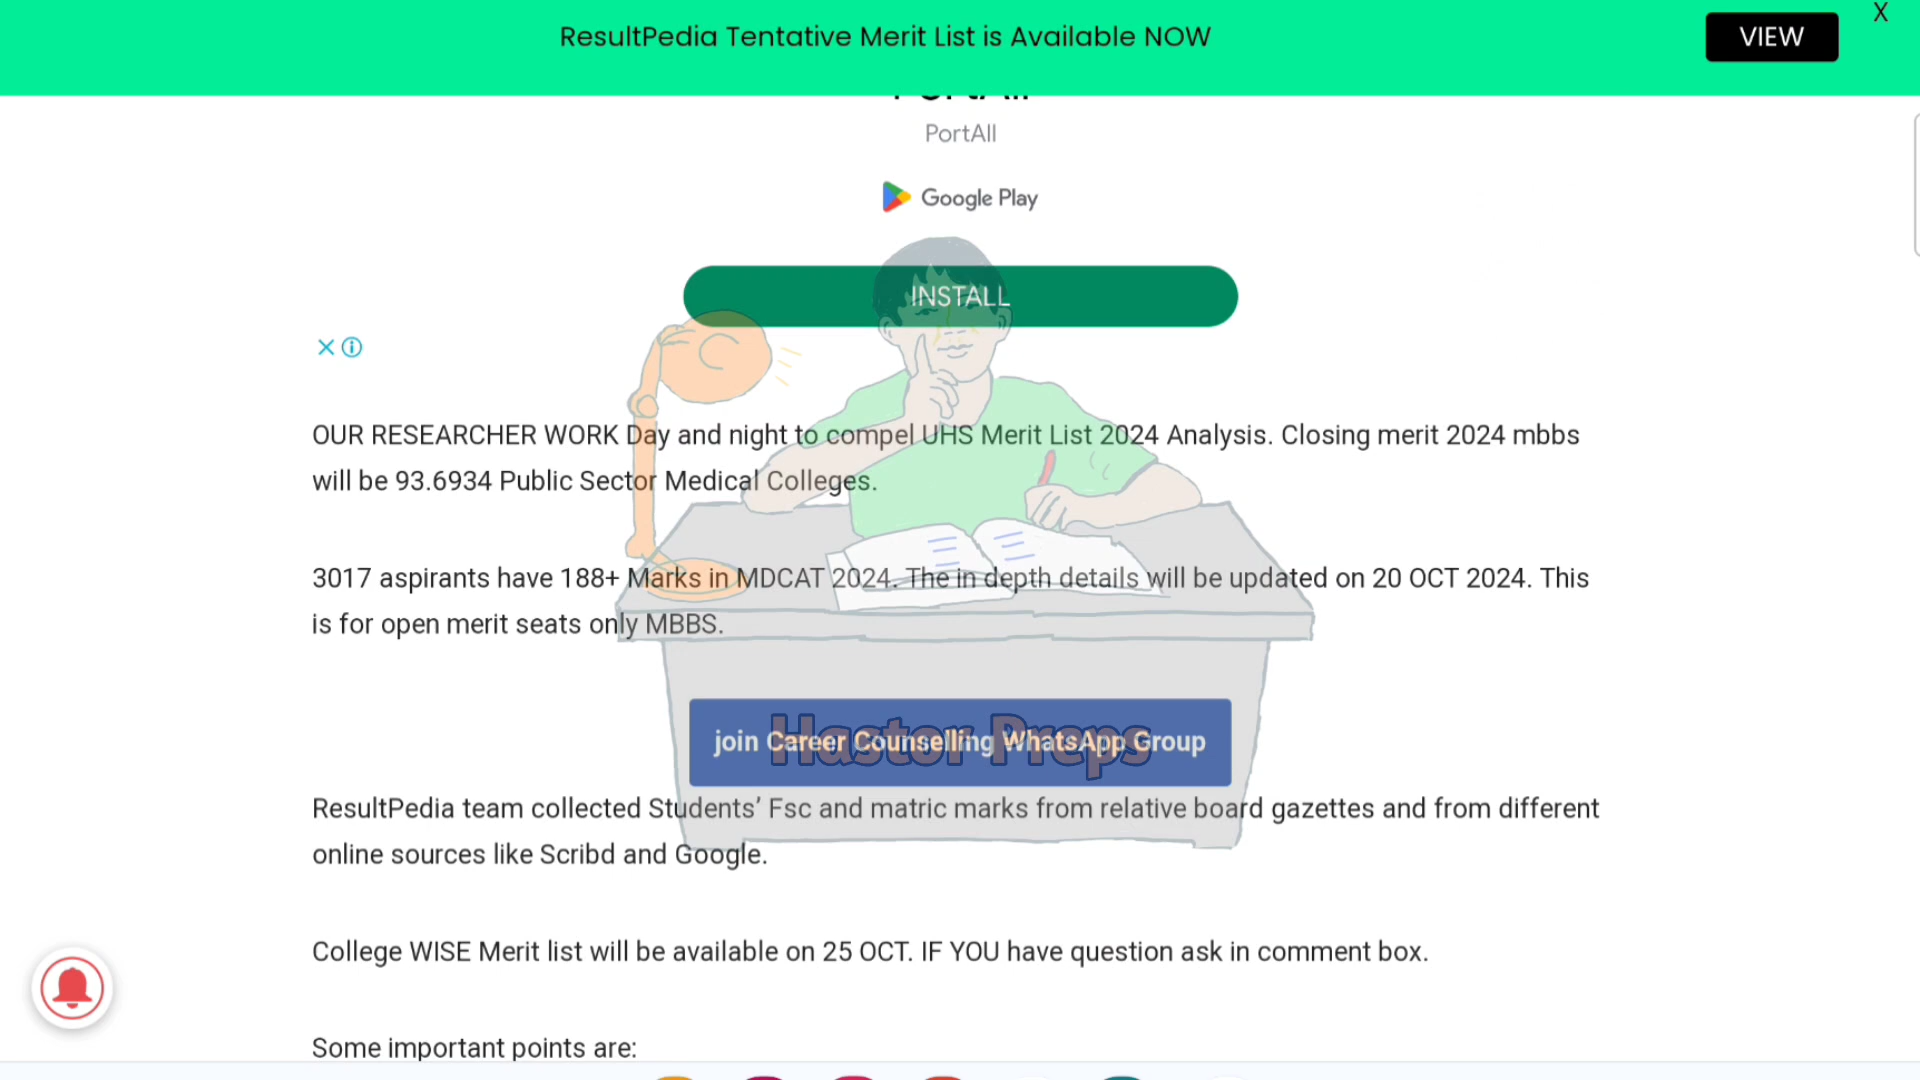 ResultPedia Tentative Merit List is Available NOW
VIEW
X
PortAll
Google Play
INSTALL
OUR RESEARCHER WORK Day and night to compel UHS Merit List 2024 Analysis. Closing merit 2024 mbbs
will be 93.6934 Public Sector Medical Colleges.
3017 aspirants have 188+ Marks in MDCAT 2024. The in depth details will be updated on 20 OCT 2024. This
is for open merit seats only MBBS.
join Career Counselling WhatsApp Group
Hastor Preps
ResultPedia team collected Students’ Fsc and matric marks from relative board gazettes and from different
online sources like Scribd and Google.
College WISE Merit list will be available on 25 OCT. IF YOU have question ask in comment box.
Some important points are: